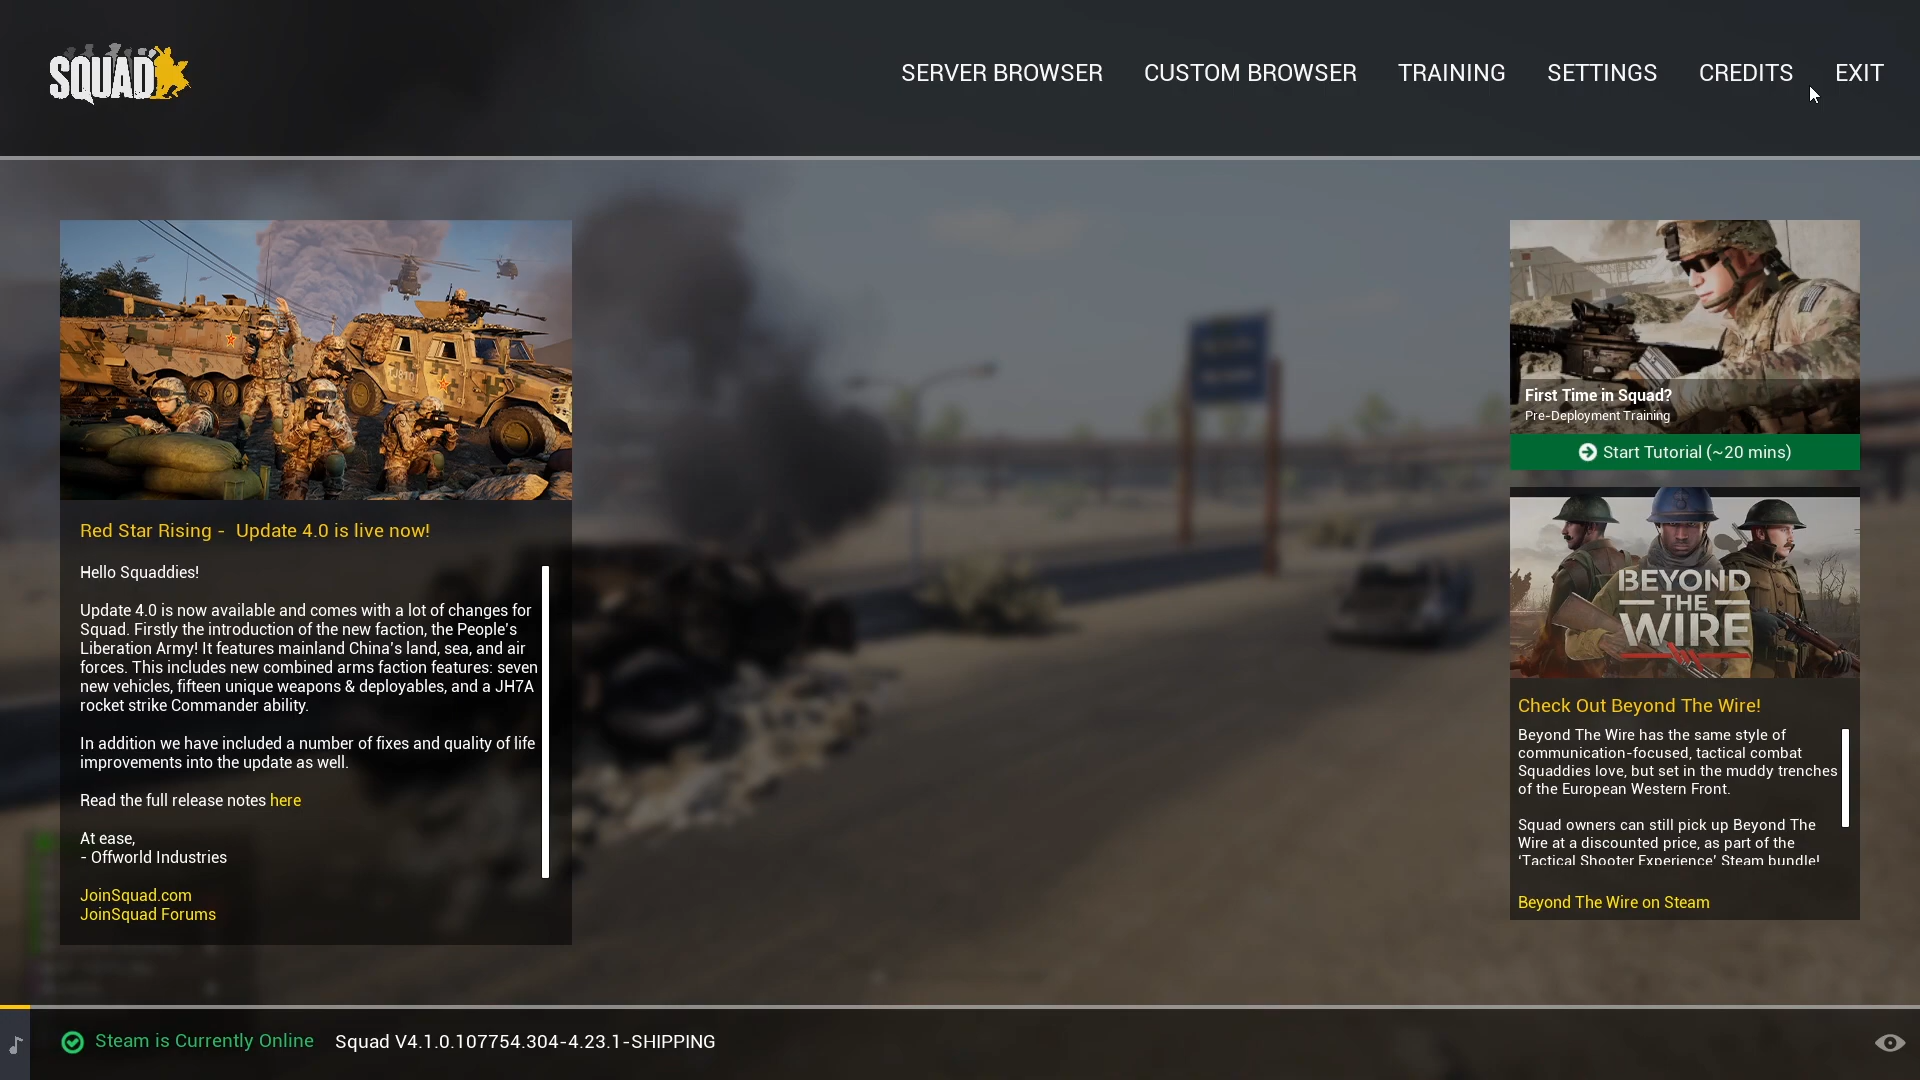 SQUAD
SERVER BROWSER
CUSTOM BROWSER
TRAINING
SETTINGS
CREDITS
EXIT
Red Star Rising -  Update 4.0 is live now!
Hello Squaddies!
Update 4.0 is now available and comes with a lot of changes for
Squad. Firstly the introduction of the new faction, the People's
Liberation Army! It features mainland China's land, sea, and air
forces. This includes new combined arms faction features: seven
new vehicles, fifteen unique weapons & deployables, and a JH7A
rocket strike Commander ability.
In addition we have included a number of fixes and quality of life
improvements into the update as well.
Read the full release notes here
At ease,
- Offworld Industries
JoinSquad.com
JoinSquad Forums
First Time in Squad?
Pre-Deployment Training
Start Tutorial (~20 mins)
BEYOND
THE
WIRE
Check Out Beyond The Wire!
Beyond The Wire has the same style of
communication-focused, tactical combat
Squaddies love, but set in the muddy trenches
of the European Western Front.
Squad owners can still pick up Beyond The
Wire at a discounted price, as part of the
'Tactical Shooter Experience' Steam bundle!
Beyond The Wire on Steam
Steam is Currently Online
Squad V4.1.0.107754.304-4.23.1-SHIPPING